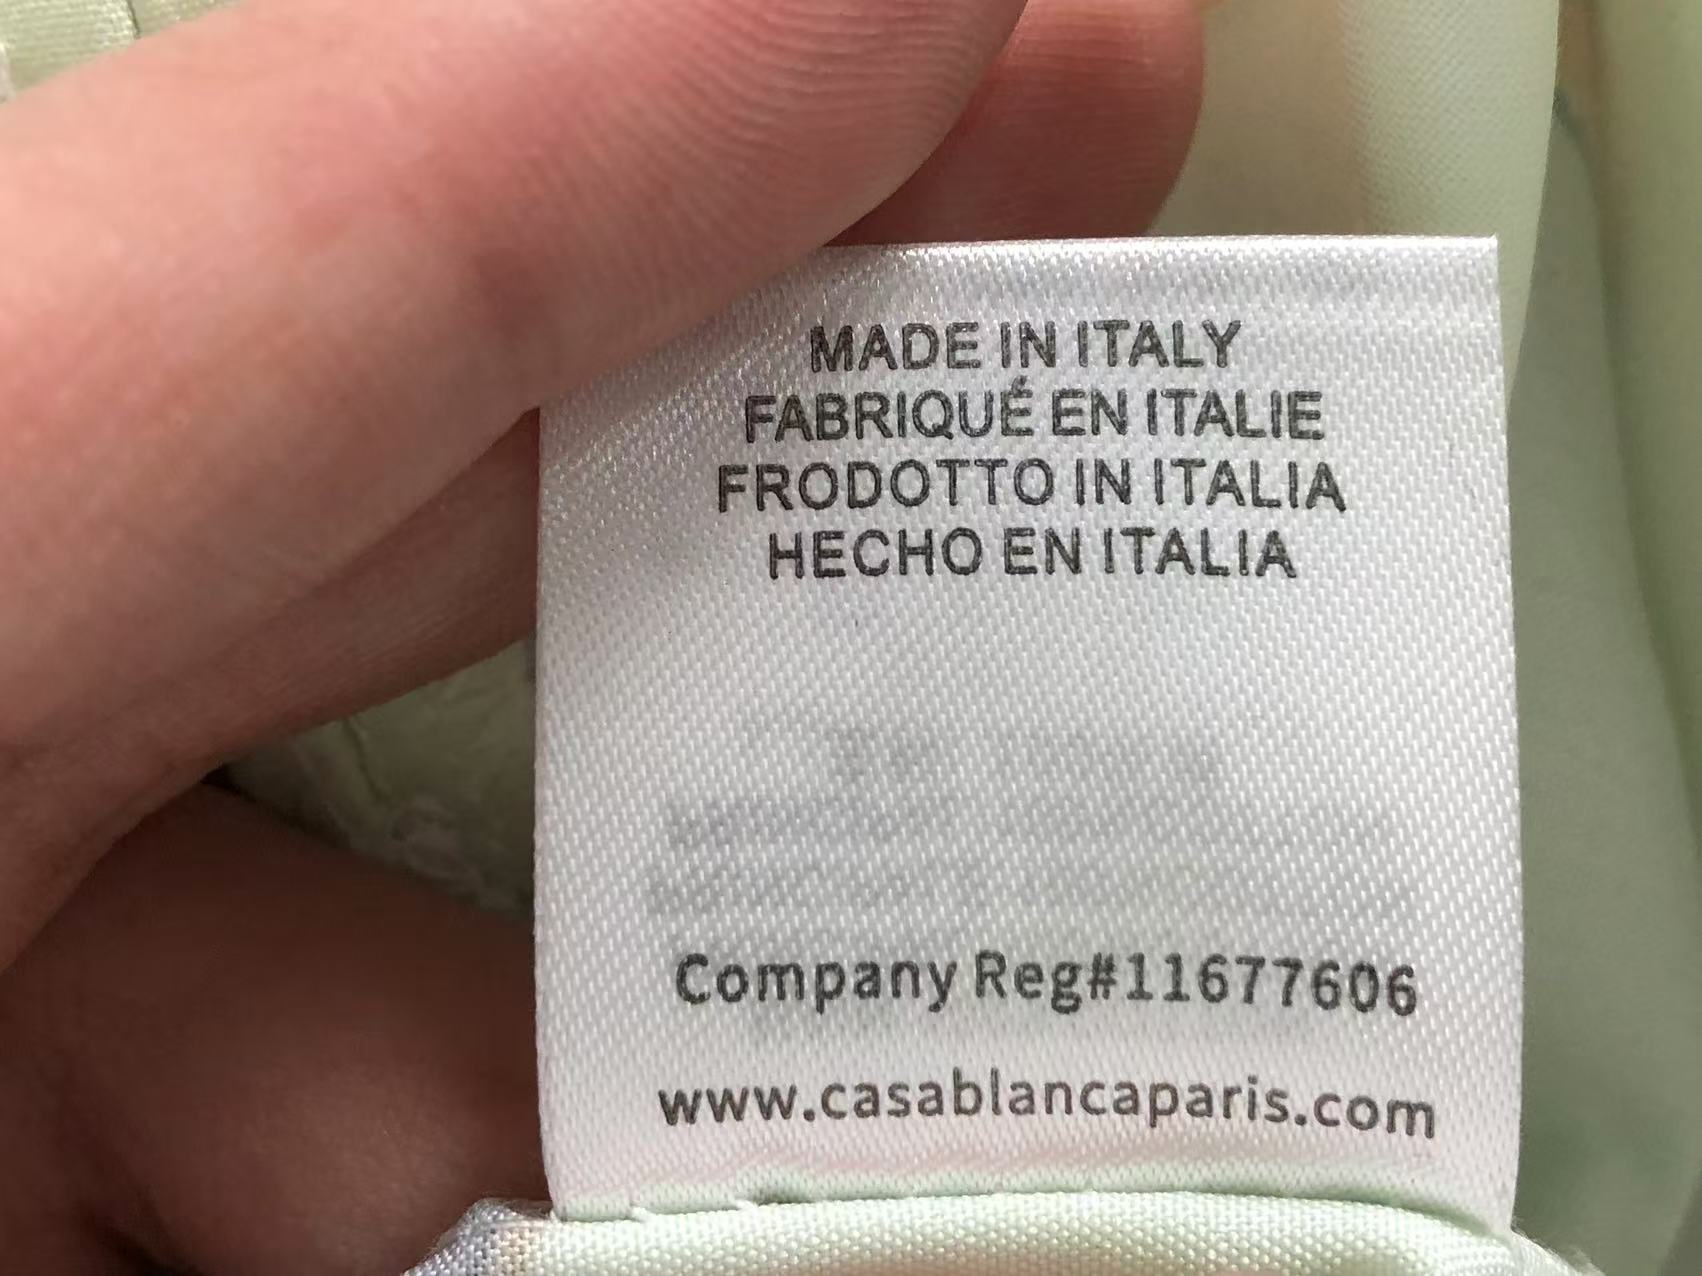 MADE IN ITALY
FABRIQUÉ EN ITALIE
FRODOTTO IN ITALIA
HECHO EN ITALIA
Company Reg#11677606
www.casablancaparis.com